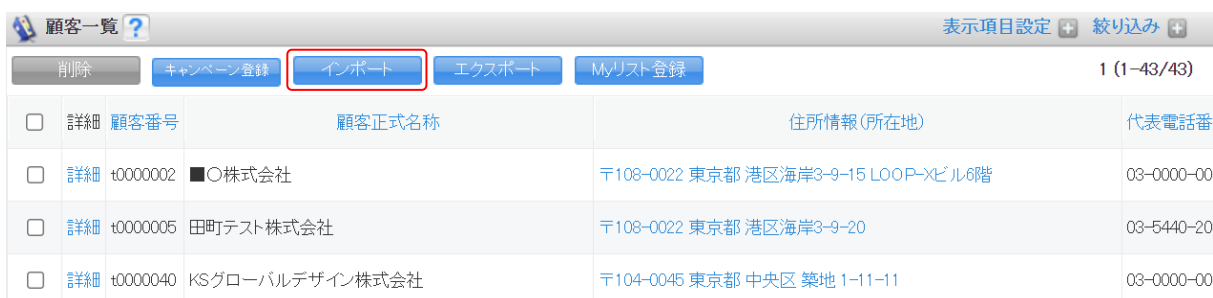 顧客一覧 ? 表示項目設定 絞り込み
削除 キャンペーン登録 インポート エクスポート Myリスト登録 1 (1-43/43)
詳細 顧客番号 顧客正式名称 住所情報(所在地) 代表電話番
詳細 t0000002 ■〇株式会社 〒108-0022 東京都 港区海岸3-9-15 LOOP-Xビル6階 03-0000-00
詳細 t0000005 田町テスト株式会社 〒108-0022 東京都 港区海岸3-9-20 03-5440-20
詳細 t0000040 KSグローバルデザイン株式会社 〒104-0045 東京都 中央区 築地 1-11-11 03-0000-00